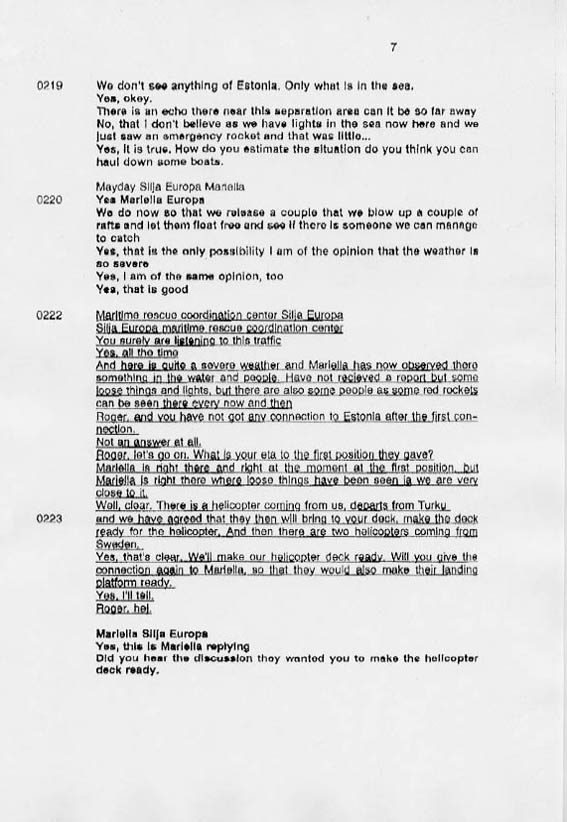 7
0219 We don't see anything of Estonia. Only what is in the sea.
Yes, okey.
There is an echo there near this separation area can it be so far away
No, that I don't believe as we have lights in the sea now here and we
just saw an emergency rocket and that was little...
Yes, it is true. How do you estimate the situation do you think you can
haul down some boats.
Mayday Silja Europa Mariella
0220 Yes Mariella Europa
We do now so that we release a couple that we blow up a couple of
rafts and let them float free and see if there is someone we can manage
to catch
Yes, that is the only possibility I am of the opinion that the weather is
so severe
Yes, I am of the same opinion, too
Yes, that is good
0222 Maritime rescue coordination center Silja Europa
Silja Europa maritime rescue coordination center
You surely are listening to this traffic
Yes, all the time
And here is quite a severe weather and Mariella has now observed there
something in the water and people. Have not recieved a report but some
loose things and lights, but there are also some people as some red rockets
can be seen there every now and then
Roger, and you have not got any connection to Estonia after the first con-
nection.
Not an answer at all.
Roger, let's go on. What is your eta to the first position they gave?
Mariella is right there and right at the moment at the first position, but
Mariella is right there where loose things have been seen ja we are very
close to it.
Well, clear. There is a helicopter coming from us, departs from Turku
0223 and we have agreed that they then will bring to your deck, make the deck
ready for the helicopter. And then there are two helicopters coming from
Sweden.
Yes, that's clear. We'll make our helicopter deck ready. Will you give the
connection again to Mariella, so that they would also make their landing
platform ready.
Yes, I'll tell.
Roger, hej.
Mariella Silja Europa
Yes, this is Mariella replying
Did you hear the discussion they wanted you to make the helicopter
deck ready.